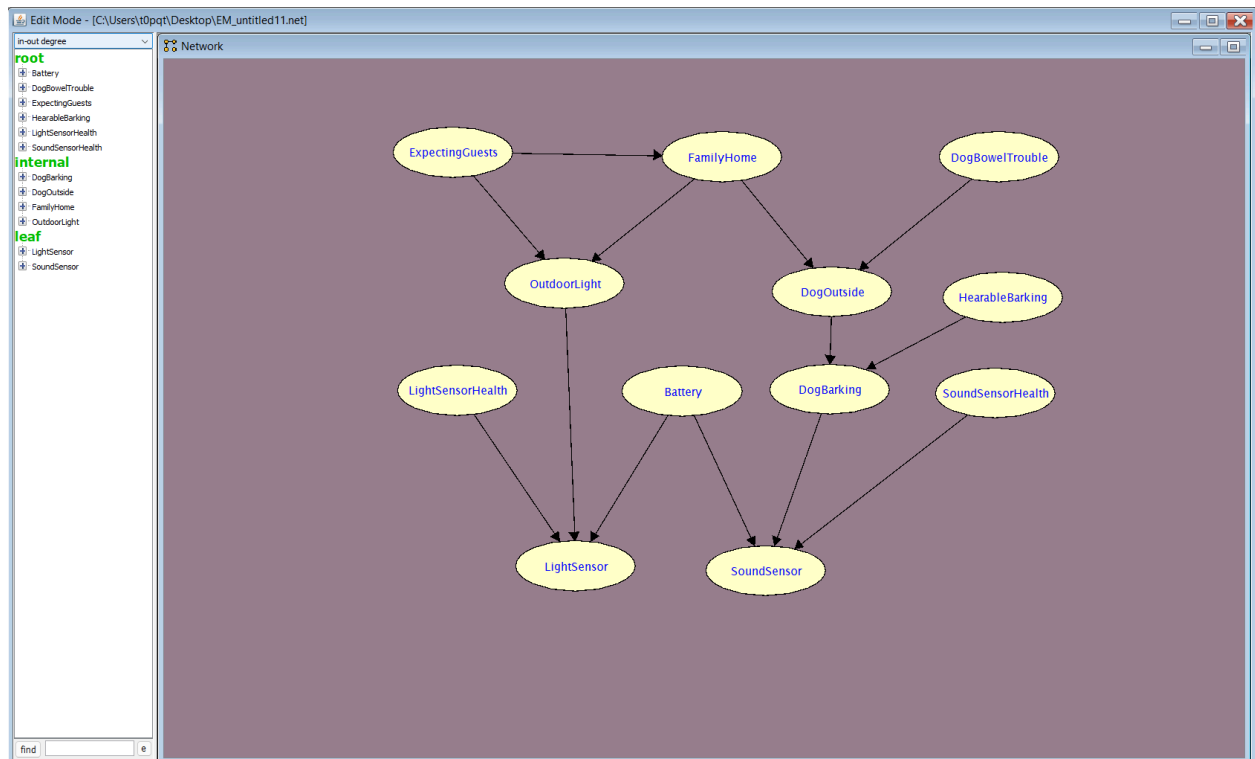 Edit Mode - [C:\Users\t0pqt\Desktop\EM_untitled11.net]
in-out degree
root
Battery
DogBowelTrouble
ExpectingGuests
HearableBarking
LightSensorHealth
SoundSensorHealth
internal
DogBarking
DogOutside
FamilyHome
OutdoorLight
leaf
LightSensor
SoundSensor
find
e
Network
ExpectingGuests
FamilyHome
DogBowelTrouble
OutdoorLight
DogOutside
HearableBarking
LightSensorHealth
Battery
DogBarking
SoundSensorHealth
LightSensor
SoundSensor